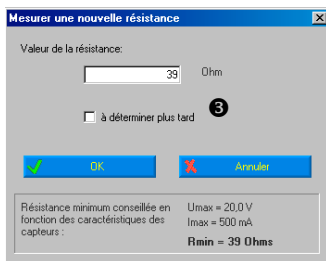 Mesurer une nouvelle résistance
Valeur de la résistance:
39 Ohm
à déterminer plus tard ❸
OK Annuler
Résistance minimum conseillée en fonction des caractéristiques des capteurs :
Umax = 20,0 V
Imax = 500 mA
Rmin = 39 Ohms